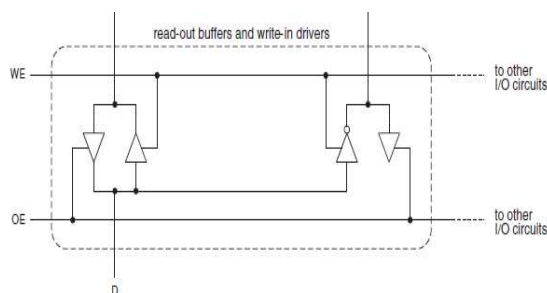 read-out buffers and write-in drivers
WE
to other
I/O circuits
OE
to other
I/O circuits
D